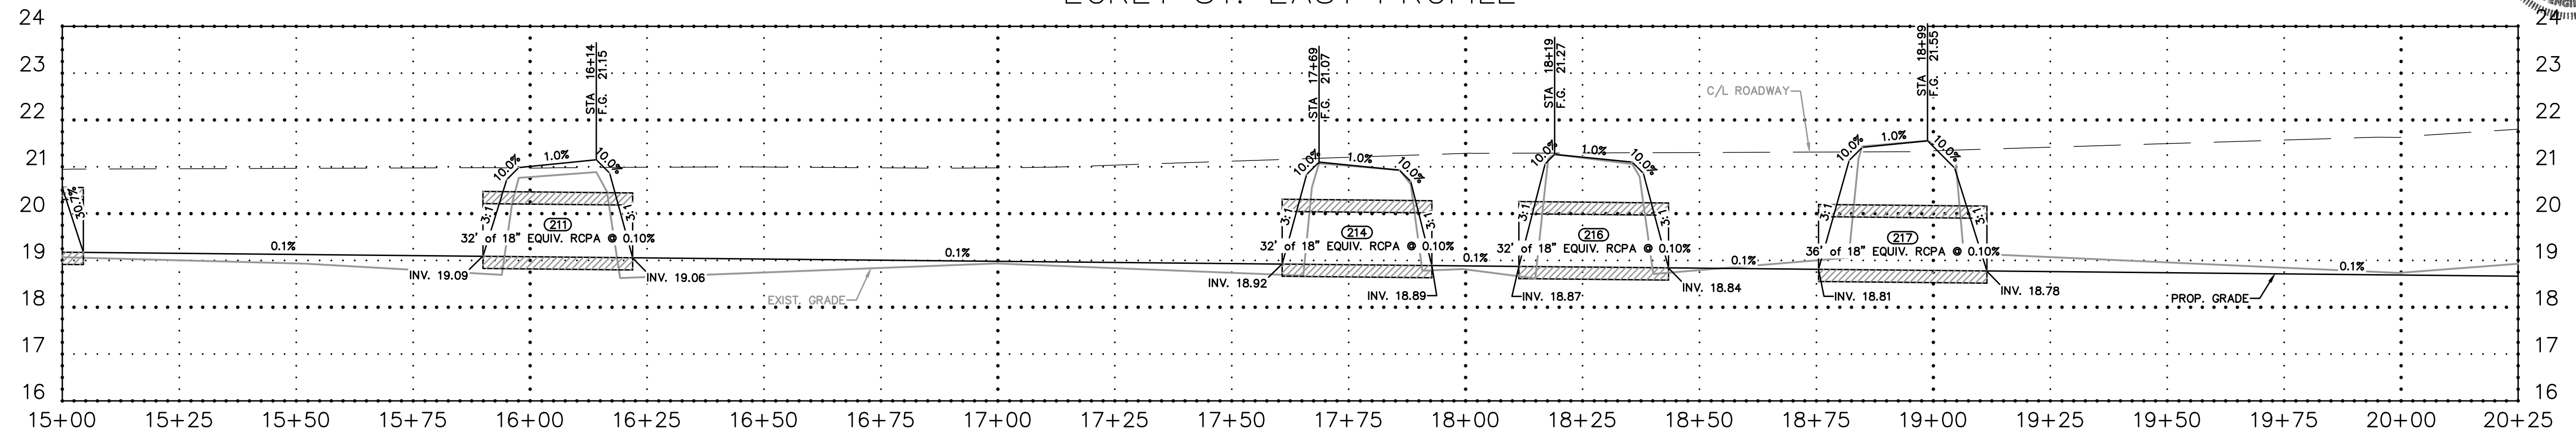 24
24
23
23
22
22
21
21
20
20
19
19
18
18
17
17
16
16
STA 16+14
F.G. 21.15
STA 17+69
F.G. 21.07
STA 18+19
F.G. 21.27
STA 18+99
F.G. 21.55
C/L ROADWAY
30.7%
0.1%
10.0%
1.0%
10.0%
3:1
211
3:1
32' of 18" EQUIV. RCPA @ 0.10%
INV. 19.09
INV. 19.06
EXIST. GRADE
0.1%
10.0%
1.0%
10.0%
3:1
214
3:1
32' of 18" EQUIV. RCPA @ 0.10%
INV. 18.92
INV. 18.89
0.1%
10.0%
1.0%
10.0%
3:1
216
3:1
32' of 18" EQUIV. RCPA @ 0.10%
INV. 18.87
INV. 18.84
0.1%
10.0%
1.0%
10.0%
3:1
217
3:1
36' of 18" EQUIV. RCPA @ 0.10%
INV. 18.81
INV. 18.78
PROP. GRADE
0.1%
15+00 15+25 15+50 15+75 16+00 16+25 16+50 16+75 17+00 17+25 17+50 17+75 18+00 18+25 18+50 18+75 19+00 19+25 19+50 19+75 20+00 20+25